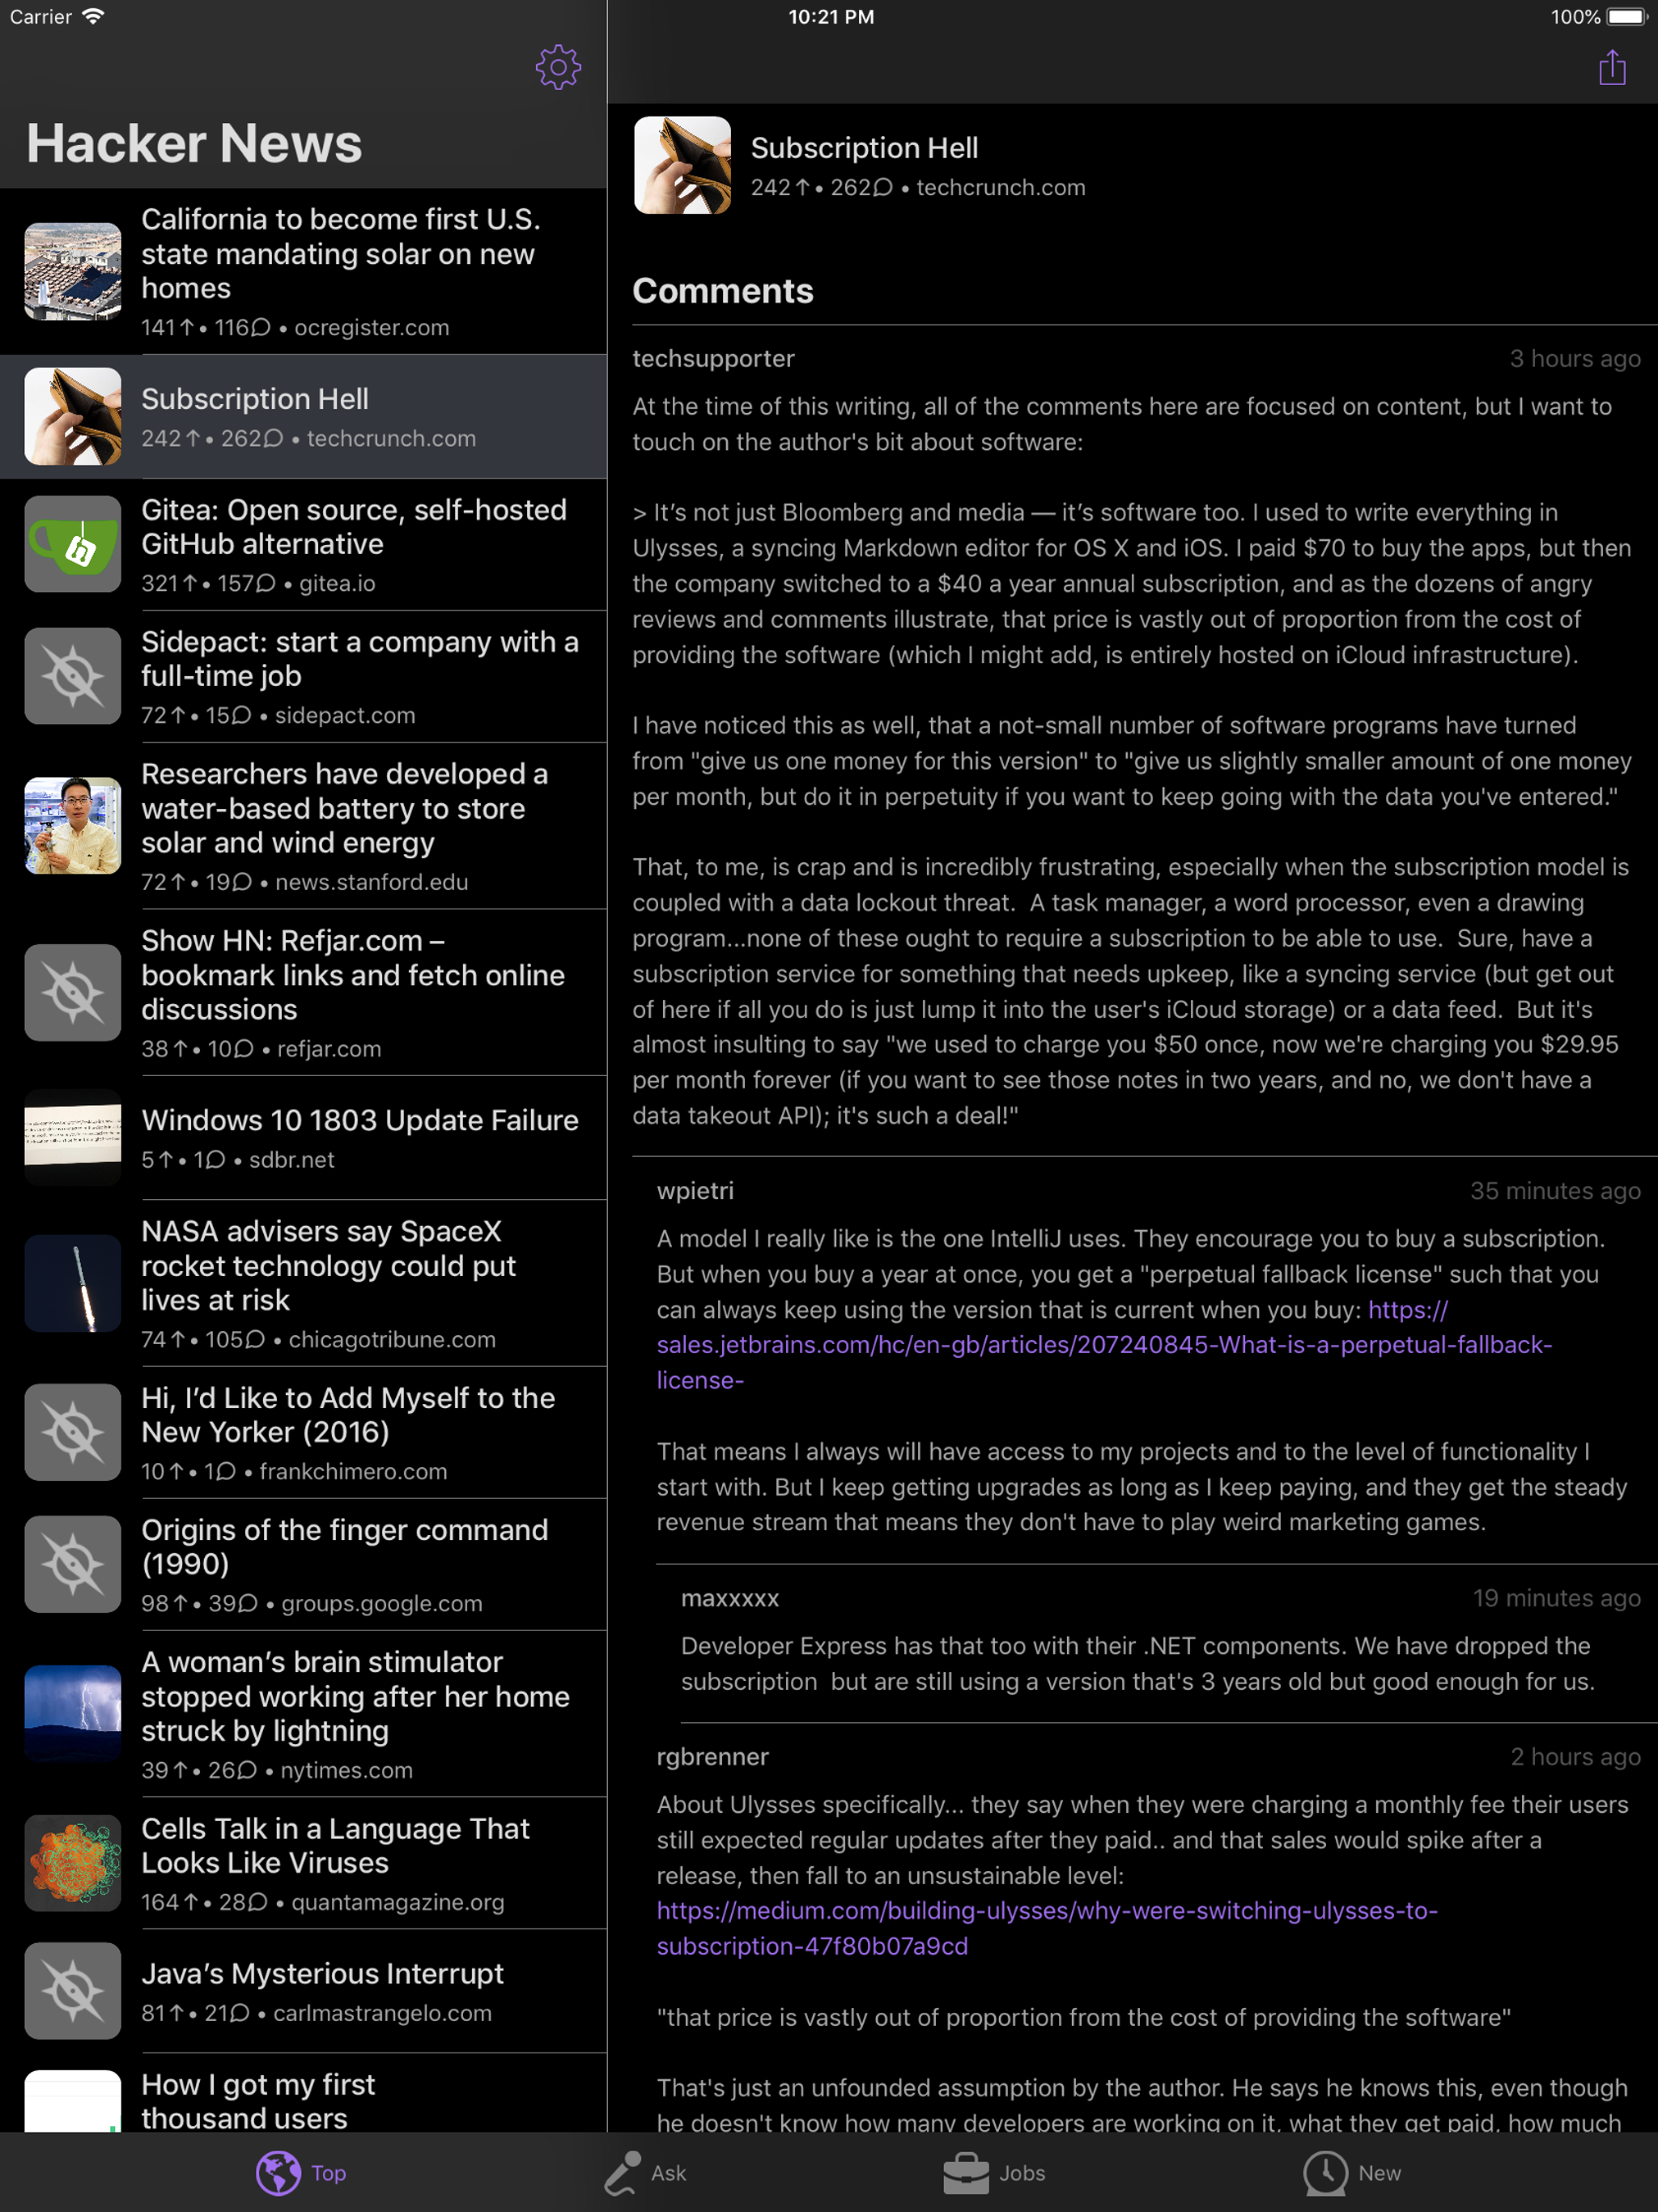 Carrier
10:21 PM
100%
Hacker News
California to become first U.S.
state mandating solar on new
homes
141↑ • 116 • ocregister.com
Subscription Hell
242↑ • 262 • techcrunch.com
Gitea: Open source, self-hosted
GitHub alternative
321↑ • 157 • gitea.io
Sidepact: start a company with a
full-time job
72↑ • 15 • sidepact.com
Researchers have developed a
water-based battery to store
solar and wind energy
72↑ • 19 • news.stanford.edu
Show HN: Refjar.com –
bookmark links and fetch online
discussions
38↑ • 10 • refjar.com
Windows 10 1803 Update Failure
5↑ • 1 • sdbr.net
NASA advisers say SpaceX
rocket technology could put
lives at risk
74↑ • 105 • chicagotribune.com
Hi, I’d Like to Add Myself to the
New Yorker (2016)
10↑ • 1 • frankchimero.com
Origins of the finger command
(1990)
98↑ • 39 • groups.google.com
A woman’s brain stimulator
stopped working after her home
struck by lightning
39↑ • 26 • nytimes.com
Cells Talk in a Language That
Looks Like Viruses
164↑ • 28 • quantamagazine.org
Java’s Mysterious Interrupt
81↑ • 21 • carlmastrangelo.com
How I got my first
thousand users
Subscription Hell
242↑ • 262 • techcrunch.com
Comments
techsupporter
3 hours ago
At the time of this writing, all of the comments here are focused on content, but I want to
touch on the author's bit about software:
> It’s not just Bloomberg and media — it’s software too. I used to write everything in
Ulysses, a syncing Markdown editor for OS X and iOS. I paid $70 to buy the apps, but then
the company switched to a $40 a year annual subscription, and as the dozens of angry
reviews and comments illustrate, that price is vastly out of proportion from the cost of
providing the software (which I might add, is entirely hosted on iCloud infrastructure).
I have noticed this as well, that a not-small number of software programs have turned
from "give us one money for this version" to "give us slightly smaller amount of one money
per month, but do it in perpetuity if you want to keep going with the data you've entered."
That, to me, is crap and is incredibly frustrating, especially when the subscription model is
coupled with a data lockout threat.  A task manager, a word processor, even a drawing
program...none of these ought to require a subscription to be able to use.  Sure, have a
subscription service for something that needs upkeep, like a syncing service (but get out
of here if all you do is just lump it into the user's iCloud storage) or a data feed.  But it's
almost insulting to say "we used to charge you $50 once, now we're charging you $29.95
per month forever (if you want to see those notes in two years, and no, we don't have a
data takeout API); it's such a deal!"
wpietri
35 minutes ago
A model I really like is the one IntelliJ uses. They encourage you to buy a subscription.
But when you buy a year at once, you get a "perpetual fallback license" such that you
can always keep using the version that is current when you buy: https://
sales.jetbrains.com/hc/en-gb/articles/207240845-What-is-a-perpetual-fallback-
license-
That means I always will have access to my projects and to the level of functionality I
start with. But I keep getting upgrades as long as I keep paying, and they get the steady
revenue stream that means they don't have to play weird marketing games.
maxxxxx
19 minutes ago
Developer Express has that too with their .NET components. We have dropped the
subscription  but are still using a version that's 3 years old but good enough for us.
rgbrenner
2 hours ago
About Ulysses specifically... they say when they were charging a monthly fee their users
still expected regular updates after they paid.. and that sales would spike after a
release, then fall to an unsustainable level:
https://medium.com/building-ulysses/why-were-switching-ulysses-to-
subscription-47f80b07a9cd
"that price is vastly out of proportion from the cost of providing the software"
That's just an unfounded assumption by the author. He says he knows this, even though
he doesn't know how many developers are working on it, what they get paid, how much
Top
Ask
Jobs
New